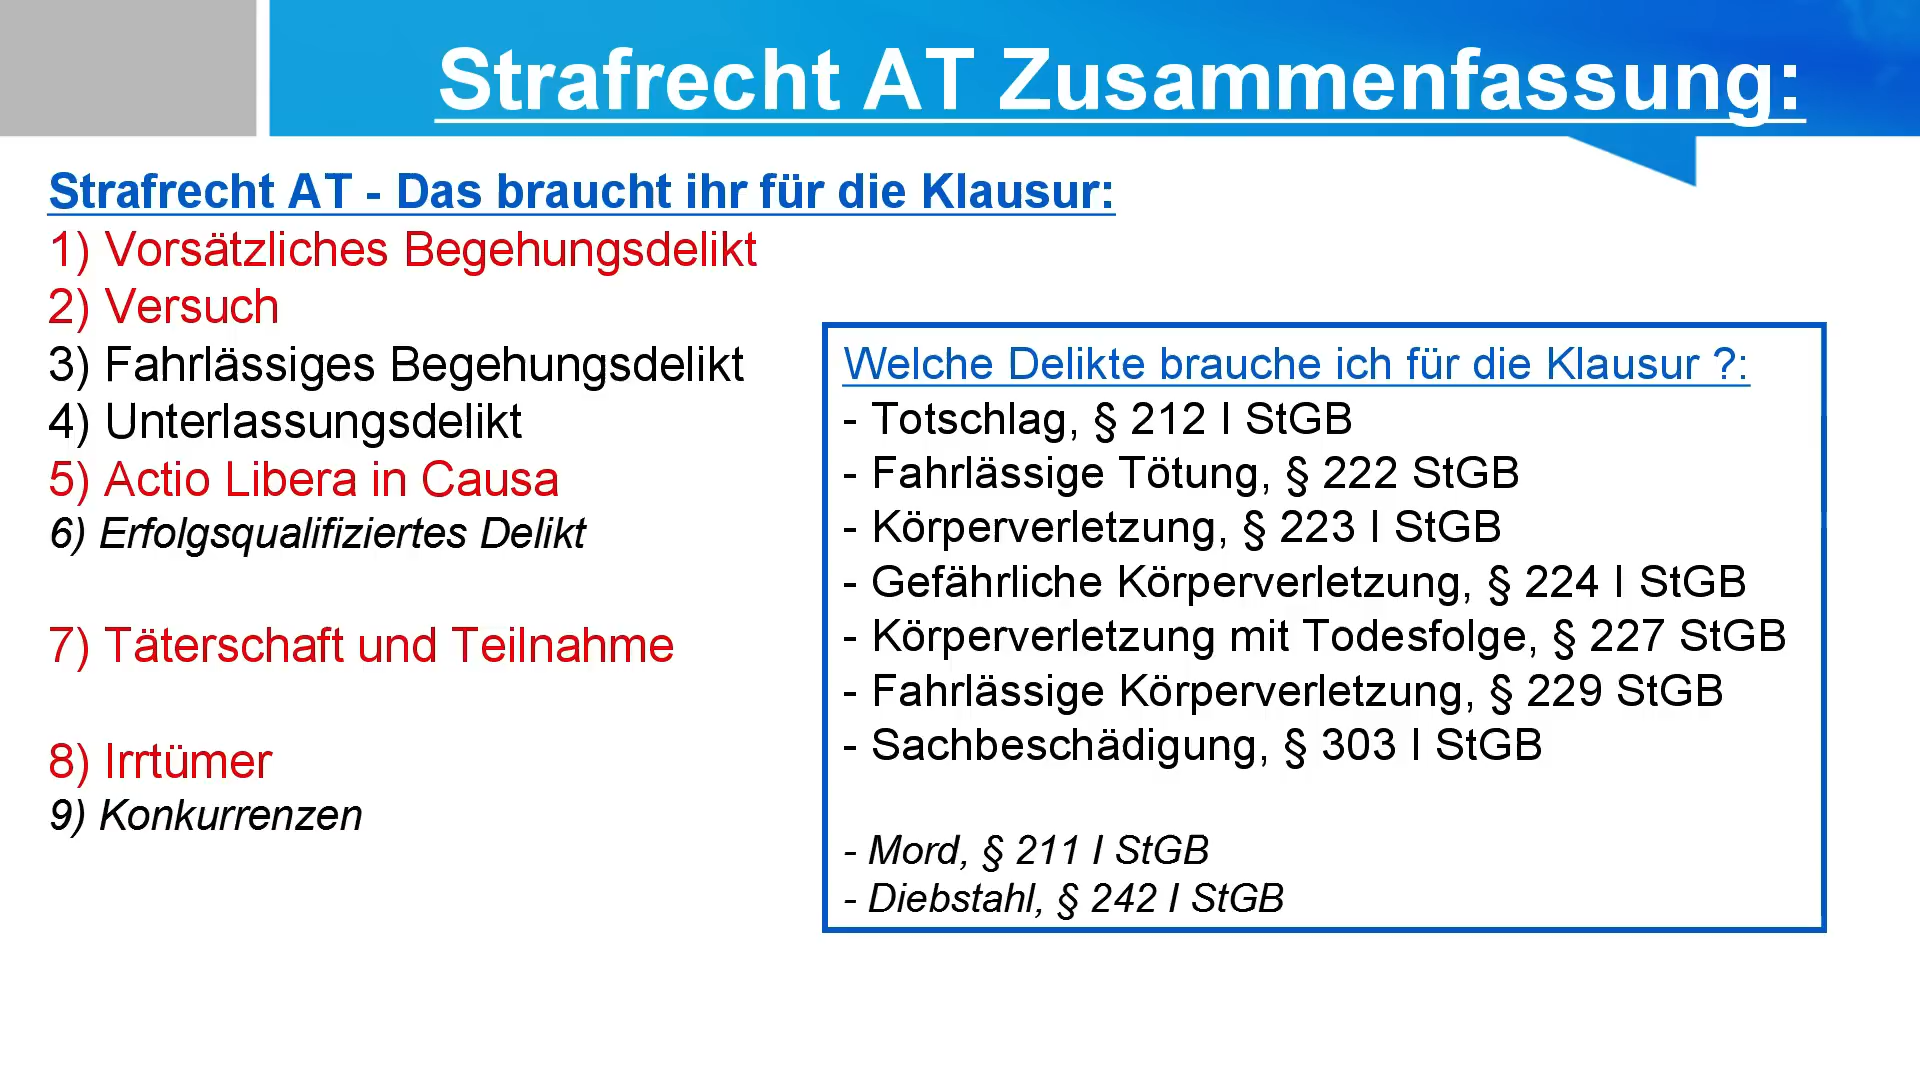 Strafrecht AT Zusammenfassung:
Strafrecht AT - Das braucht ihr für die Klausur:
1) Vorsätzliches Begehungsdelikt
2) Versuch
3) Fahrlässiges Begehungsdelikt
4) Unterlassungsdelikt
5) Actio Libera in Causa
6) Erfolgsqualifiziertes Delikt
7) Täterschaft und Teilnahme
8) Irrtümer
9) Konkurrenzen
Welche Delikte brauche ich für die Klausur ?:
- Totschlag, § 212 I StGB
- Fahrlässige Tötung, § 222 StGB
- Körperverletzung, § 223 I StGB
- Gefährliche Körperverletzung, § 224 I StGB
- Körperverletzung mit Todesfolge, § 227 StGB
- Fahrlässige Körperverletzung, § 229 StGB
- Sachbeschädigung, § 303 I StGB
- Mord, § 211 I StGB
- Diebstahl, § 242 I StGB